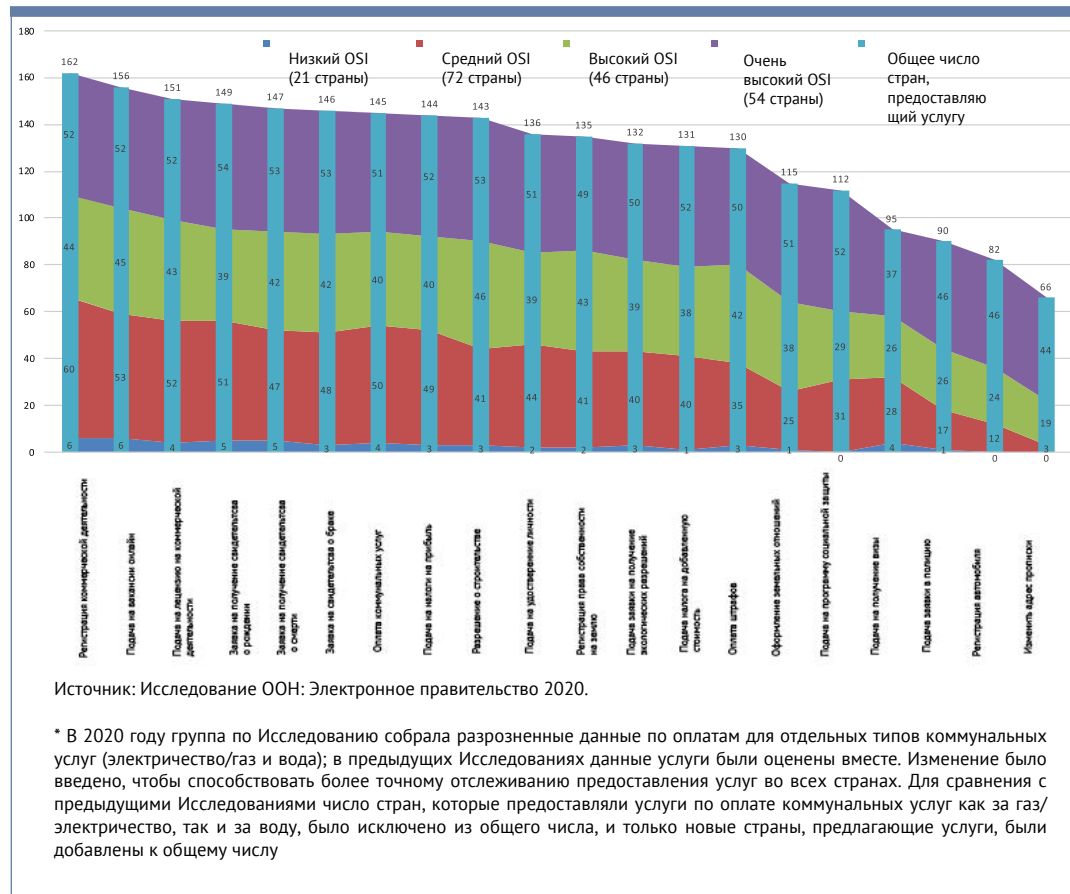 180
160
140
120
100
80
60
40
20
0
Низкий OSI
(21 страны)
Средний OSI
(72 страны)
Высокий OSI
(46 страны)
Очень
высокий OSI
(54 страны)
Общее число
стран,
предоставляю
щий услугу
162 156 151 149 147 146 145 144 143 136 135 132 131 130 115 112 95 90 82 66
52 52 52 54 53 53 51 52 53 51 49 50 52 50 51 52 37 46 46 44
44 45 43 39 42 42 40 40 46 39 43 39 38 42 38 29 26 26 24 19
60 53 52 51 47 48 50 49 41 44 41 40 40 35 25 31 28 17 12 3
6 6 4 5 5 3 4 3 3 2 2 3 1 3 1 0 4 1 0 0
Регистрация коммерческой деятельности
Подача на вакансии онлайн
Подача на лицензию на коммерческой
деятельности
Заявка на получение свидетельтсва
о рождении
Заявка на получение свидетельтсва
о смерти
Заявка на свидетельтсва о браке
Оплата коммунальных услуг
Подача на налоги на прибыль
Разрешение о строительстве
Подача на удостверение личности
Регистрация права собственности
на землю
Подача заявки на получение
экологических разрешений
Подача налога на добавленную
стоимость
Оплата штрафов
Оформление земельных отношений
Подача на программу социальной защиты
Подача на получение визы
Подача заявки в полицию
Регистрация автомобиля
Изменить адрес прописки
Источник: Исследование ООН: Электронное правительство 2020.
* В 2020 году группа по Исследованию собрала разрозненные данные по оплатам для отдельных типов коммунальных
услуг (электричество/газ и вода); в предыдущих Исследованиях данные услуги были оценены вместе. Изменение было
введено, чтобы способствовать более точному отслеживанию предоставления услуг во всех странах. Для сравнения с
предыдущими Исследованиями число стран, которые предоставляли услуги по оплате коммунальных услуг как за газ/
электричество, так и за воду, было исключено из общего числа, и только новые страны, предлагающие услуги, были
добавлены к общему числу